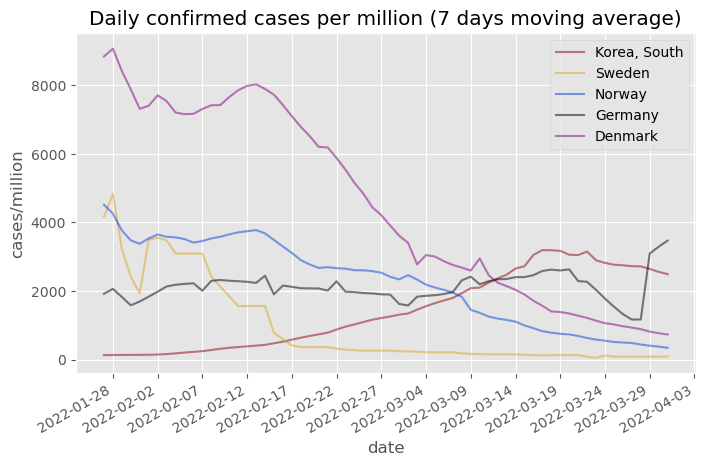 Daily confirmed cases per million (7 days moving average)
Korea, South
Sweden
Norway
Germany
Denmark
cases/million
8000
6000
4000
2000
0
2022-01-28
2022-02-02
2022-02-07
2022-02-12
2022-02-17
2022-02-22
2022-02-27
2022-03-04
2022-03-09
2022-03-14
2022-03-19
2022-03-24
2022-03-29
2022-04-03
date